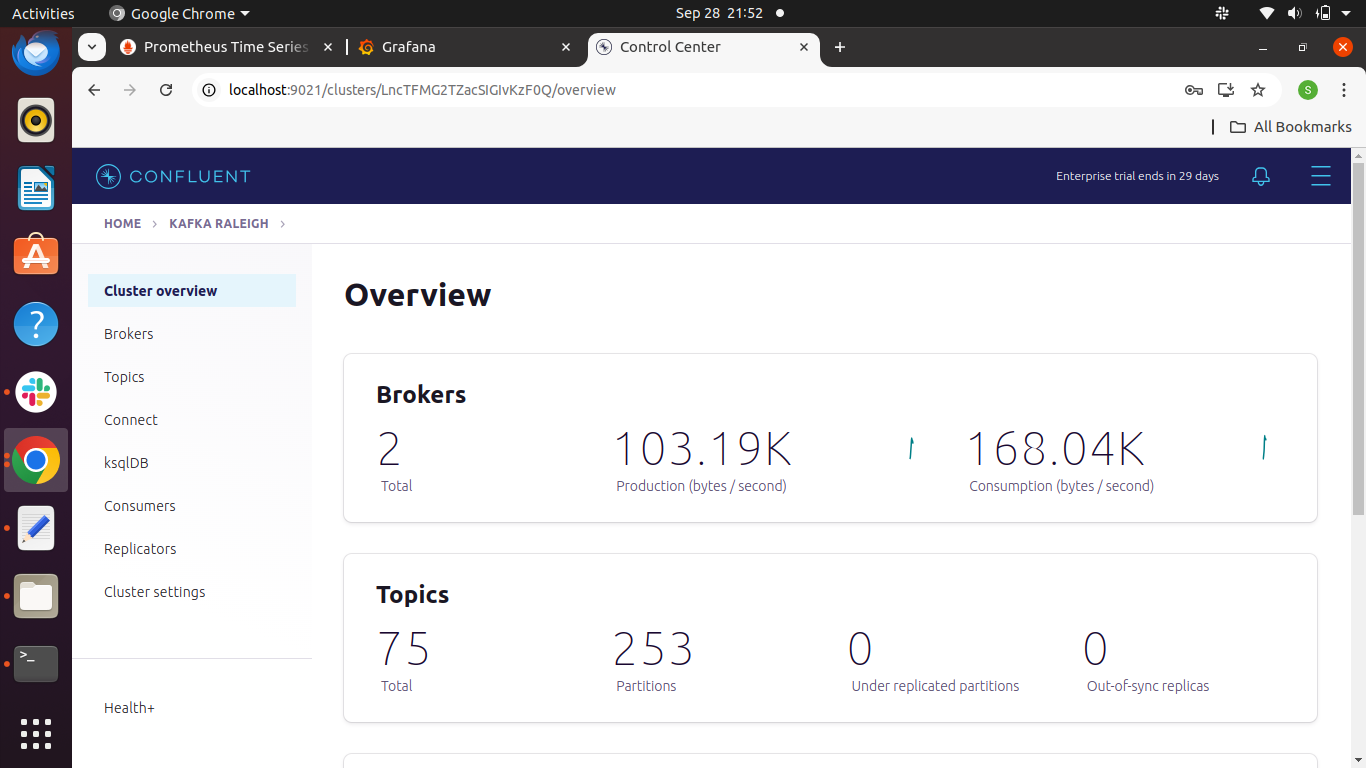 Activities Google Chrome Sep 28 21:52
Prometheus Time Series Grafana Control Center
localhost:9021/clusters/LncTFMG2TZacSIGIvKzF0Q/overview S
All Bookmarks
CONFLUENT Enterprise trial ends in 29 days
HOME > KAFKA RALEIGH >
Cluster overview
Brokers
Topics
Connect
ksqlDB
Consumers
Replicators
Cluster settings
Health+
Overview
Brokers
2 103.19K 168.04K
Total Production (bytes / second) Consumption (bytes / second)
Topics
75 253 0 0
Total Partitions Under replicated partitions Out-of-sync replicas